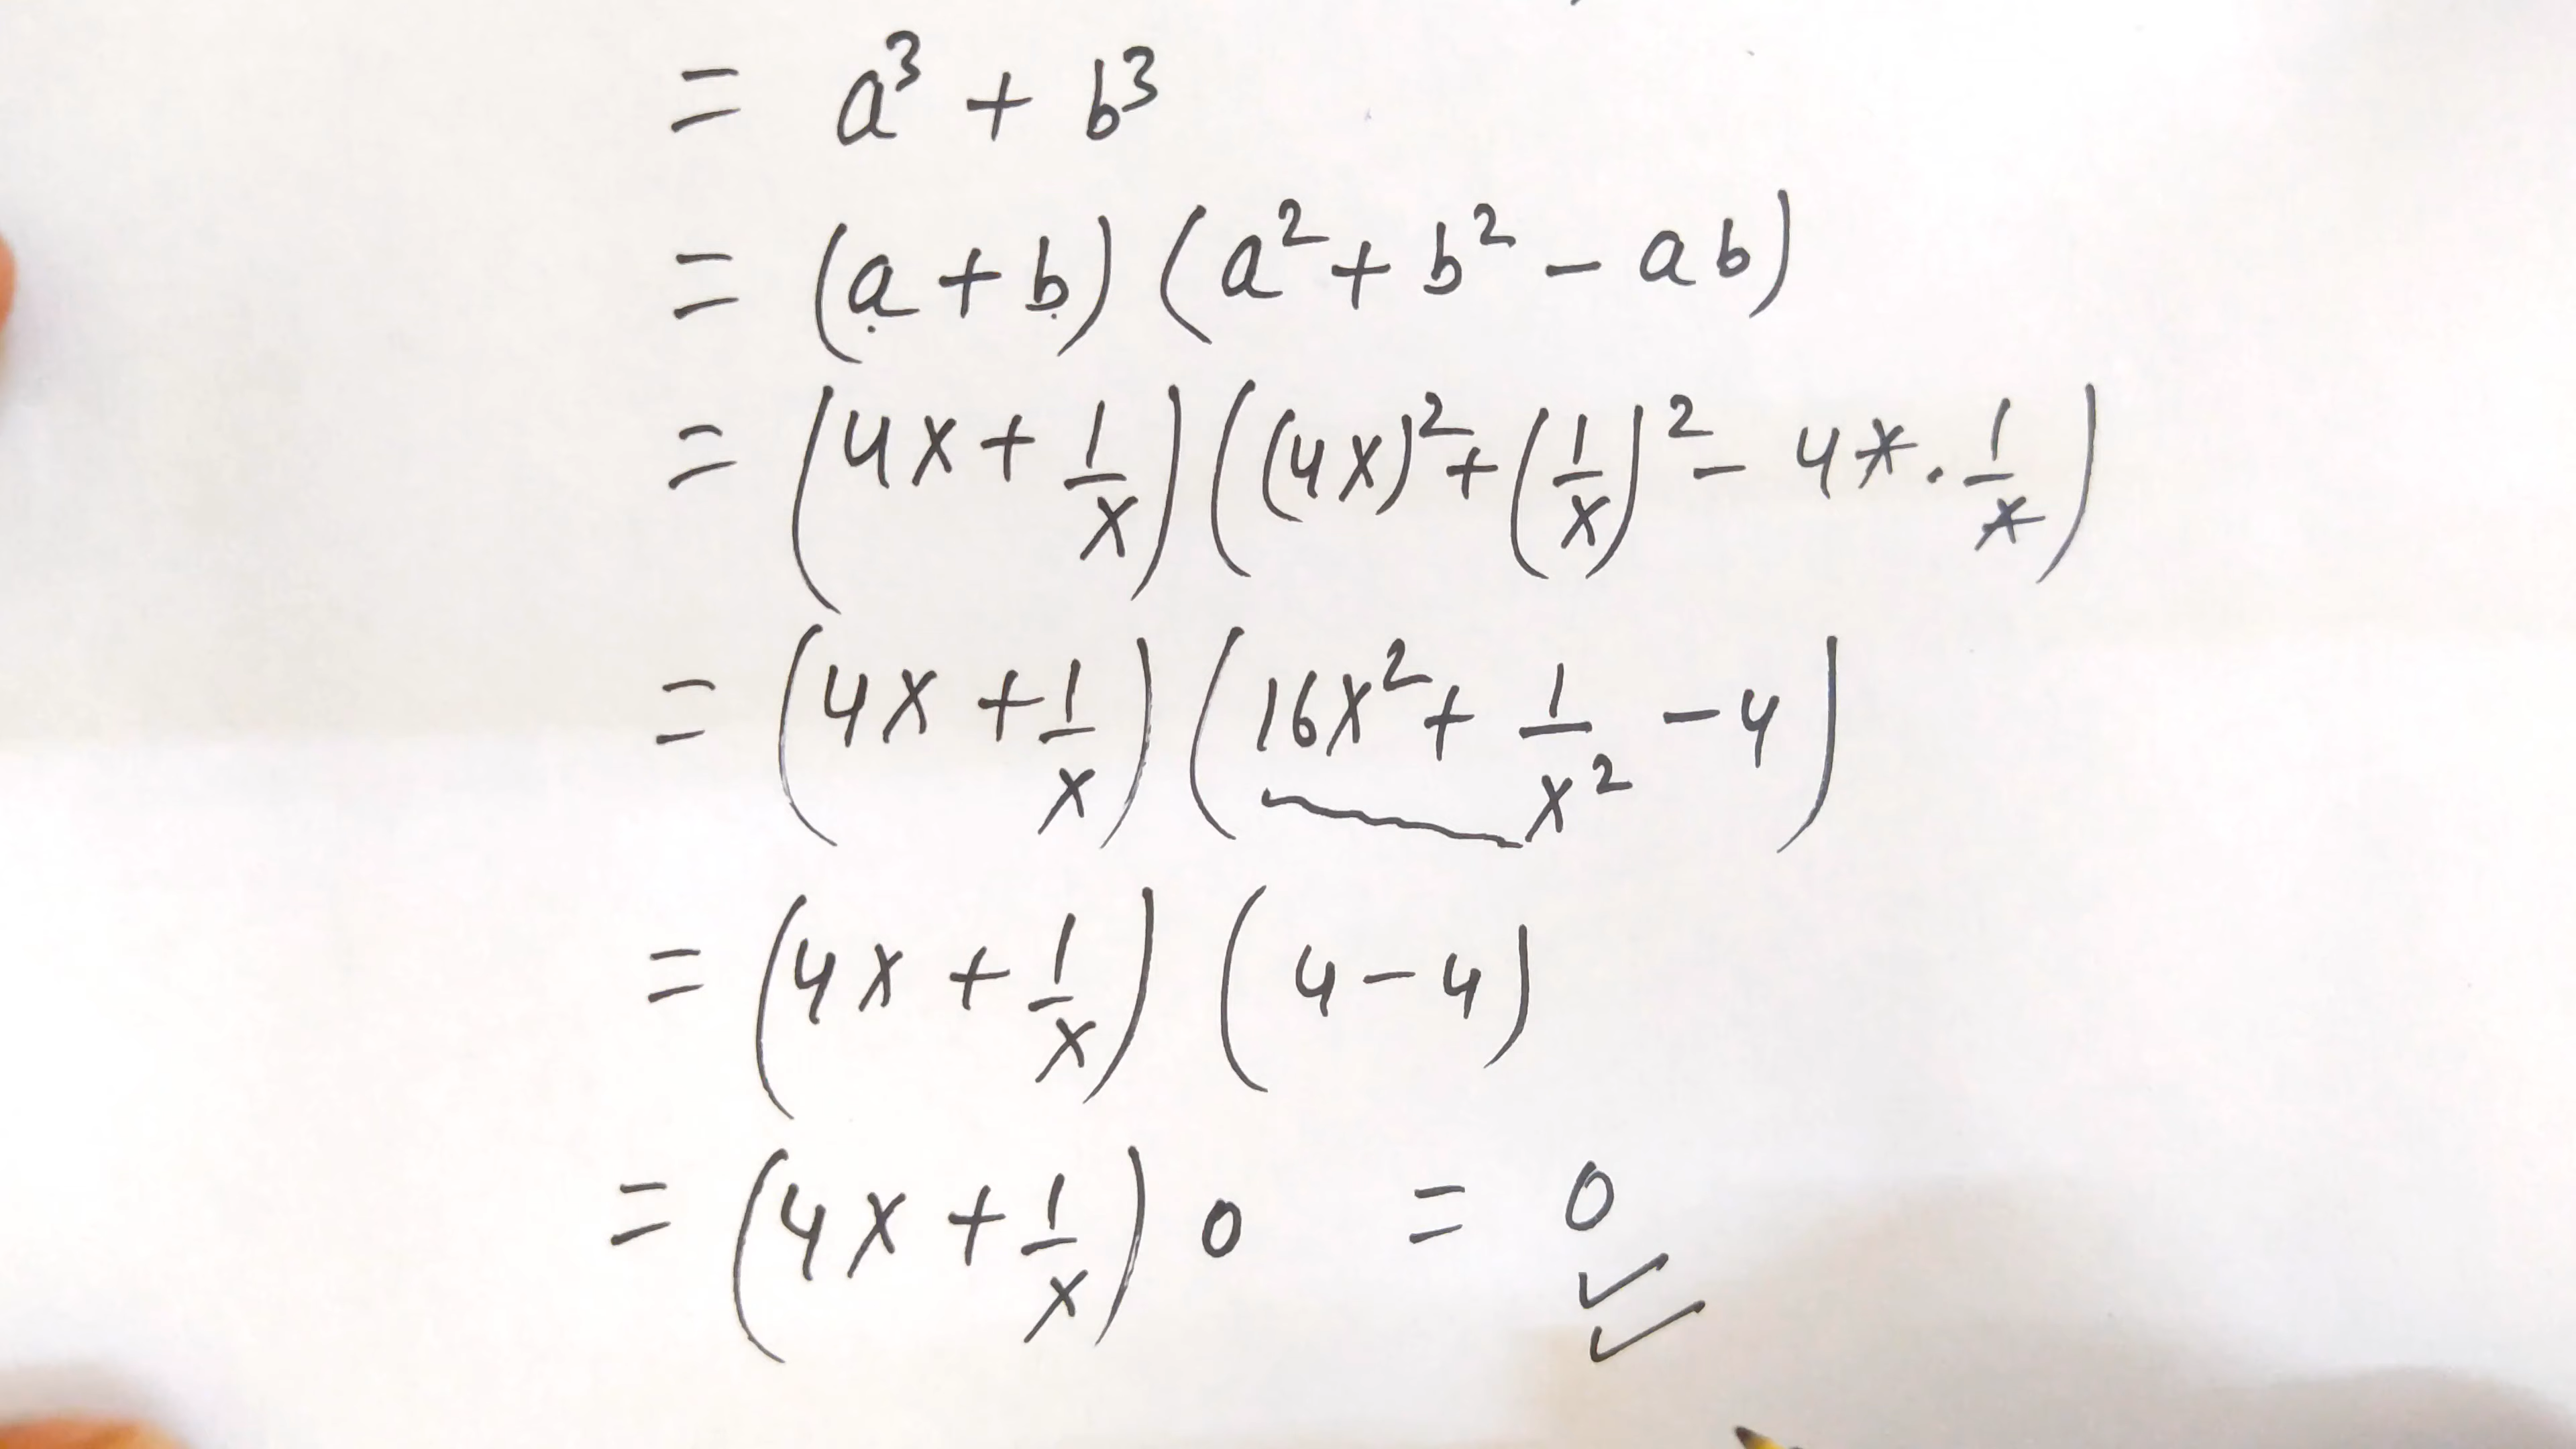 = a³ + b³
= (a + b) (a² + b² - ab)
= (4x + 1/x) ((4x)² + (1/x)² - 4x · 1/x)
= (4x + 1/x) (16x² + 1/x² - 4)
= (4x + 1/x) (4 - 4)
= (4x + 1/x) 0 = 0